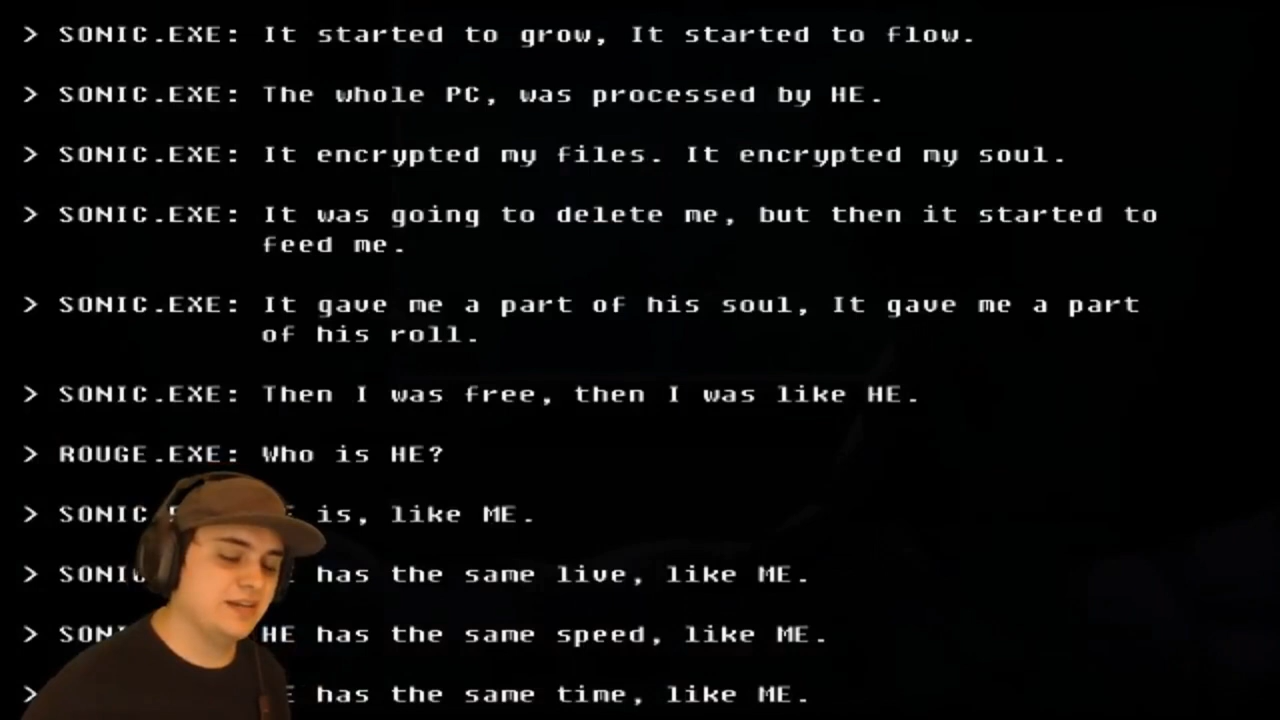 > SONIC.EXE: It started to grow, It started to flow.
> SONIC.EXE: The whole PC, was processed by HE.
> SONIC.EXE: It encrypted my files. It encrypted my soul.
> SONIC.EXE: It was going to delete me, but then it started to
feed me.
> SONIC.EXE: It gave me a part of his soul, It gave me a part
of his roll.
> SONIC.EXE: Then I was free, then I was like HE.
> ROUGE.EXE: Who is HE?
> SONIC. is, like ME.
> SONIC has the same live, like ME.
> SONI HE has the same speed, like ME.
> has the same time, like ME.